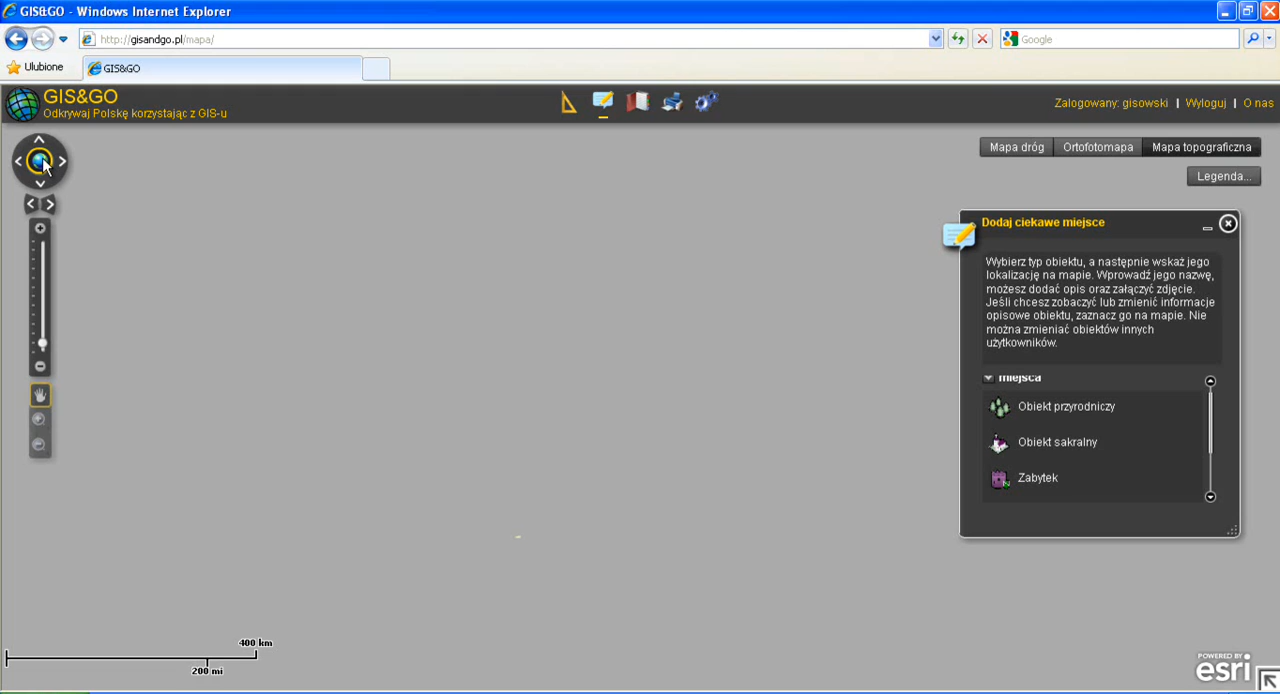 GIS&GO - Windows Internet Explorer
http://gisandgo.pl/mapa/
Google
Ulubione
GIS&GO
GIS&GO
Odkrywaj Polskę korzystając z GIS-u
Zalogowany: gisowski | Wyloguj | O nas
Mapa dróg
Ortofotomapa
Mapa topograficzna
Legenda...
Dodaj ciekawe miejsce
Wybierz typ obiektu, a następnie wskaż jego
lokalizację na mapie. Wprowadź jego nazwę,
możesz dodać opis oraz załączyć zdjęcie.
Jeśli chcesz zobaczyć lub zmienić informacje
opisowe obiektu, zaznacz go na mapie. Nie
można zmieniać obiektów innych
użytkowników.
miejsca
Obiekt przyrodniczy
Obiekt sakralny
Zabytek
400 km
200 mi
POWERED BY
esri